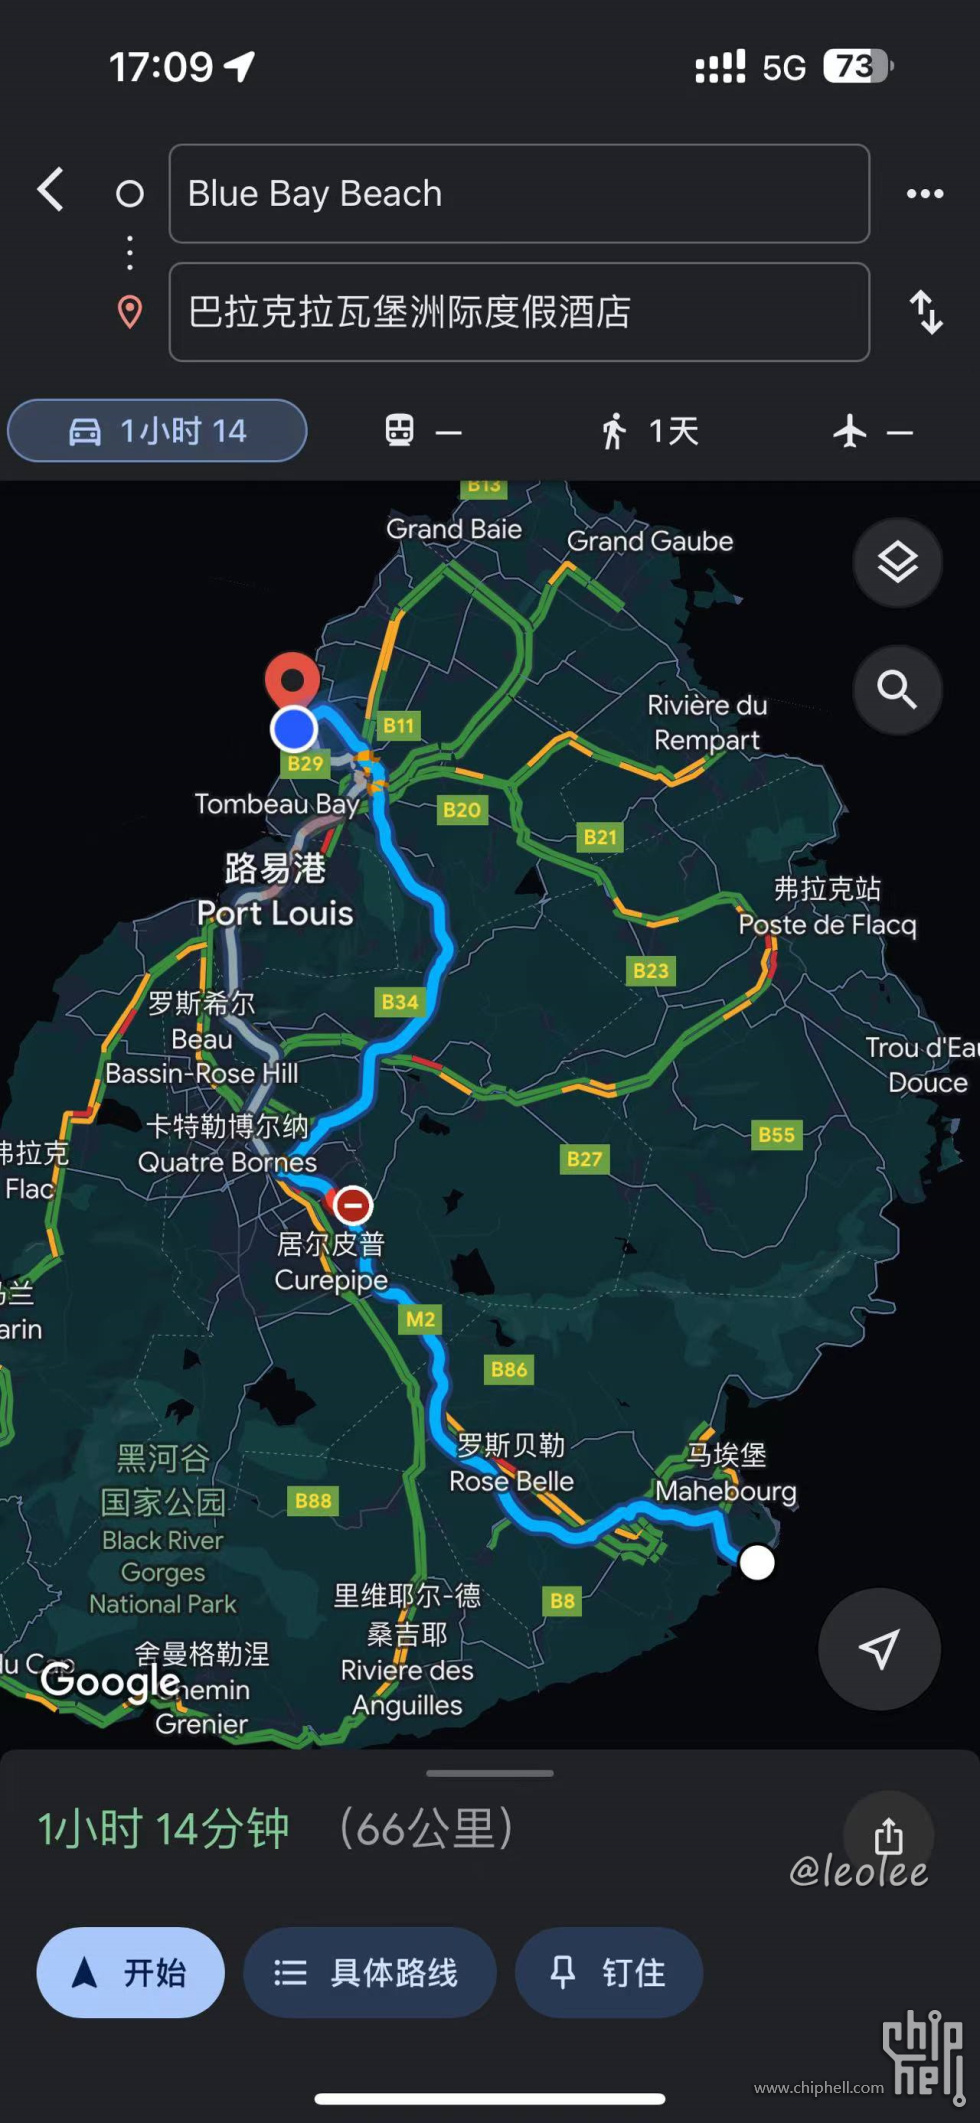 17:09
5G
73
Blue Bay Beach
巴拉克拉瓦堡洲际度假酒店
1小时 14
—
1天
—
B13
Grand Baie
Grand Gaube
Rivière du
Rempart
B11
B29
Tombeau Bay
B20
B21
路易港
Port Louis
弗拉克站
Poste de Flacq
B23
B34
罗斯希尔
Beau
Bassin-Rose Hill
Trou d'Eau
Douce
卡特勒博尔纳
Quatre Bornes
B55
B27
弗拉克
Flac
居尔皮普
Curepipe
兰
arin
M2
B86
罗斯贝勒
Rose Belle
马埃堡
Mahebourg
黑河谷
国家公园
Black River
Gorges
National Park
B88
B8
里维耶尔-德
桑吉耶
Riviere des
Anguilles
舍曼格勒涅
Chemin
Grenier
du Cap
Google
1小时 14分钟 (66公里)
@leolee
开始
具体路线
钉住
chip
hell
www.chiphell.com